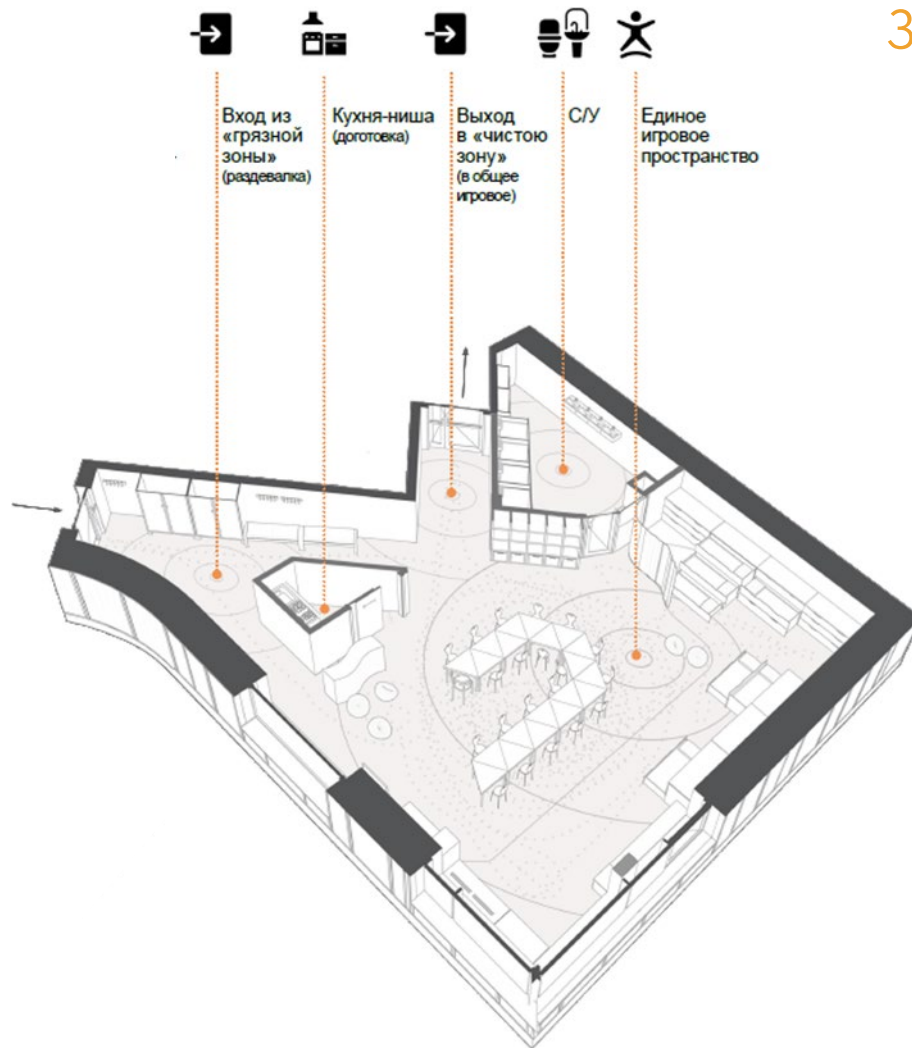 3
Вход из
«грязной
зоны»
(раздевалка)
Кухня-ниша
(доготовка)
Выход
в «чистою
зону»
(в общее
игровое)
С/У
Единое
игровое
пространство